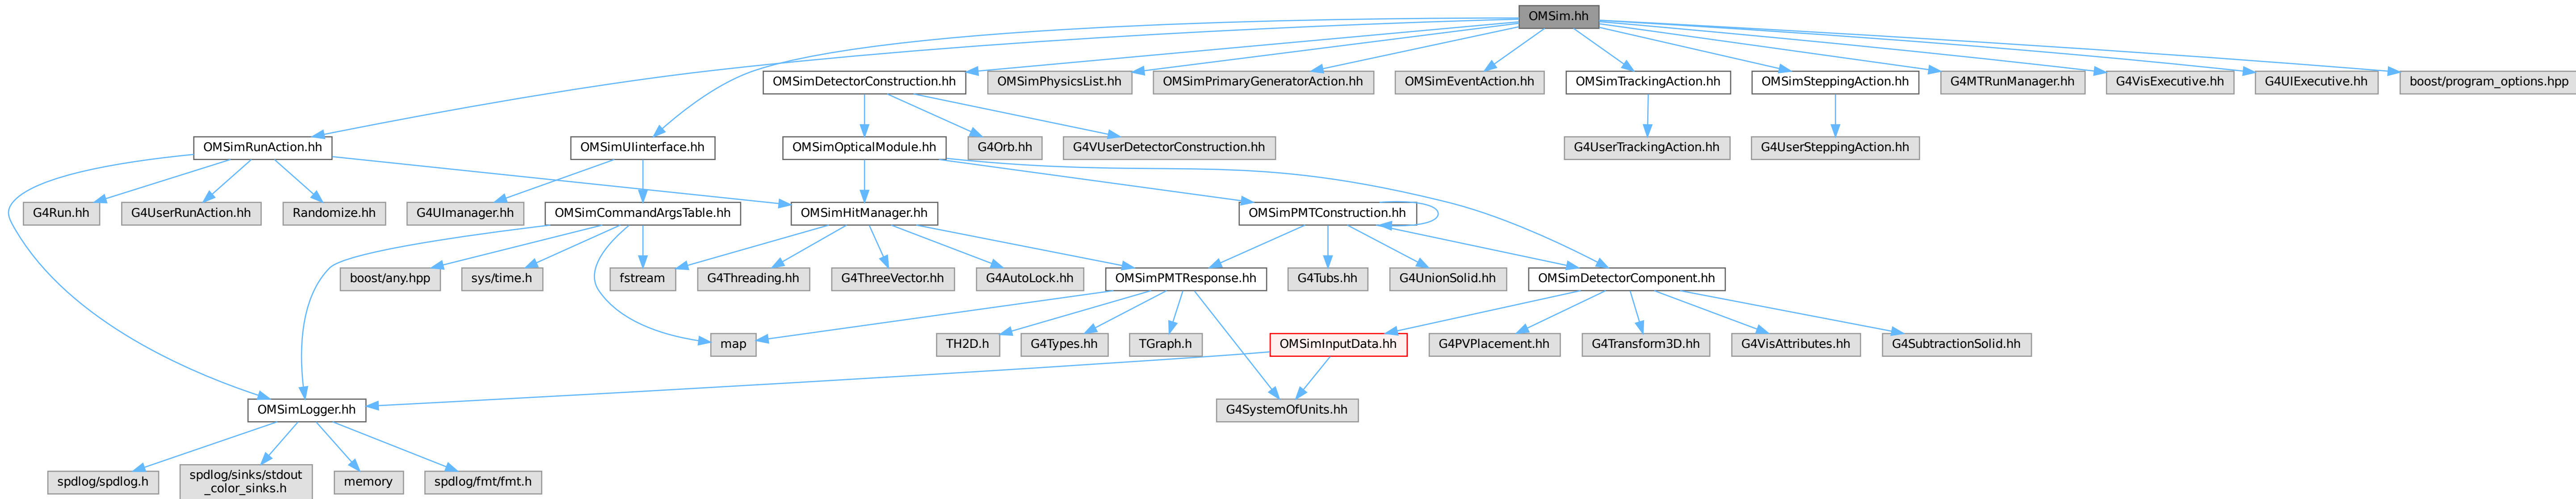 OMSim.hh
OMSimDetectorConstruction.hh
OMSimPhysicsList.hh
OMSimPrimaryGeneratorAction.hh
OMSimEventAction.hh
OMSimTrackingAction.hh
OMSimSteppingAction.hh
G4MTRunManager.hh
G4VisExecutive.hh
G4UIExecutive.hh
boost/program_options.hpp
OMSimRunAction.hh
OMSimUIinterface.hh
OMSimOpticalModule.hh
G4Orb.hh
G4VUserDetectorConstruction.hh
G4UserTrackingAction.hh
G4UserSteppingAction.hh
G4Run.hh
G4UserRunAction.hh
Randomize.hh
G4UImanager.hh
OMSimCommandArgsTable.hh
OMSimHitManager.hh
OMSimPMTConstruction.hh
boost/any.hpp
sys/time.h
fstream
G4Threading.hh
G4ThreeVector.hh
G4AutoLock.hh
OMSimPMTResponse.hh
G4Tubs.hh
G4UnionSolid.hh
OMSimDetectorComponent.hh
map
TH2D.h
G4Types.hh
TGraph.h
OMSimInputData.hh
G4PVPlacement.hh
G4Transform3D.hh
G4VisAttributes.hh
G4SubtractionSolid.hh
OMSimLogger.hh
G4SystemOfUnits.hh
spdlog/spdlog.h
spdlog/sinks/stdout
_color_sinks.h
memory
spdlog/fmt/fmt.h